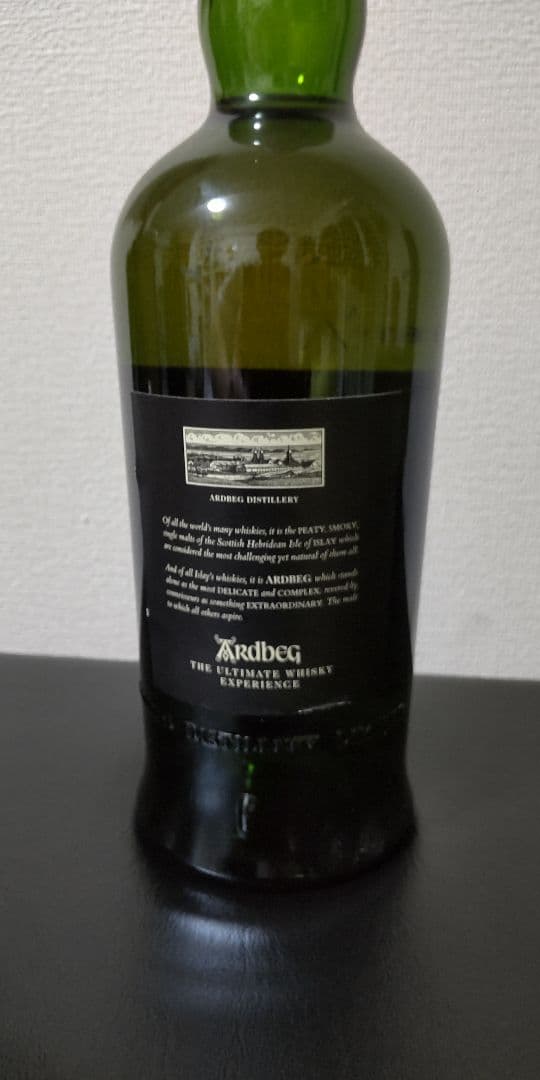 ARDBEG DISTILLERY
Of all the world's many whiskies, it is the PEATY, SMOKY,
single malts of the Scottish Hebridean Isle of ISLAY which
are considered the most challenging yet natural of them all.
And of all Islay's whiskies, it is ARDBEG which stands
alone as the most DELICATE and COMPLEX, revered by
connoisseurs as something EXTRAORDINARY. The malt
to which all others aspire.
ARdbeg
THE ULTIMATE WHISKY
EXPERIENCE